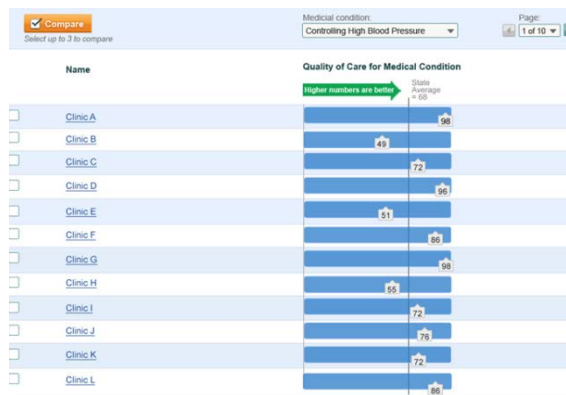 Compare
Select up to 3 to compare
Medicial condition:
Controlling High Blood Pressure
Page:
1 of 10
Name
Quality of Care for Medical Condition
Higher numbers are better
State
Average
= 68
Clinic A
98
Clinic B
49
Clinic C
72
Clinic D
96
Clinic E
51
Clinic F
86
Clinic G
98
Clinic H
55
Clinic I
72
Clinic J
76
Clinic K
72
Clinic L
86